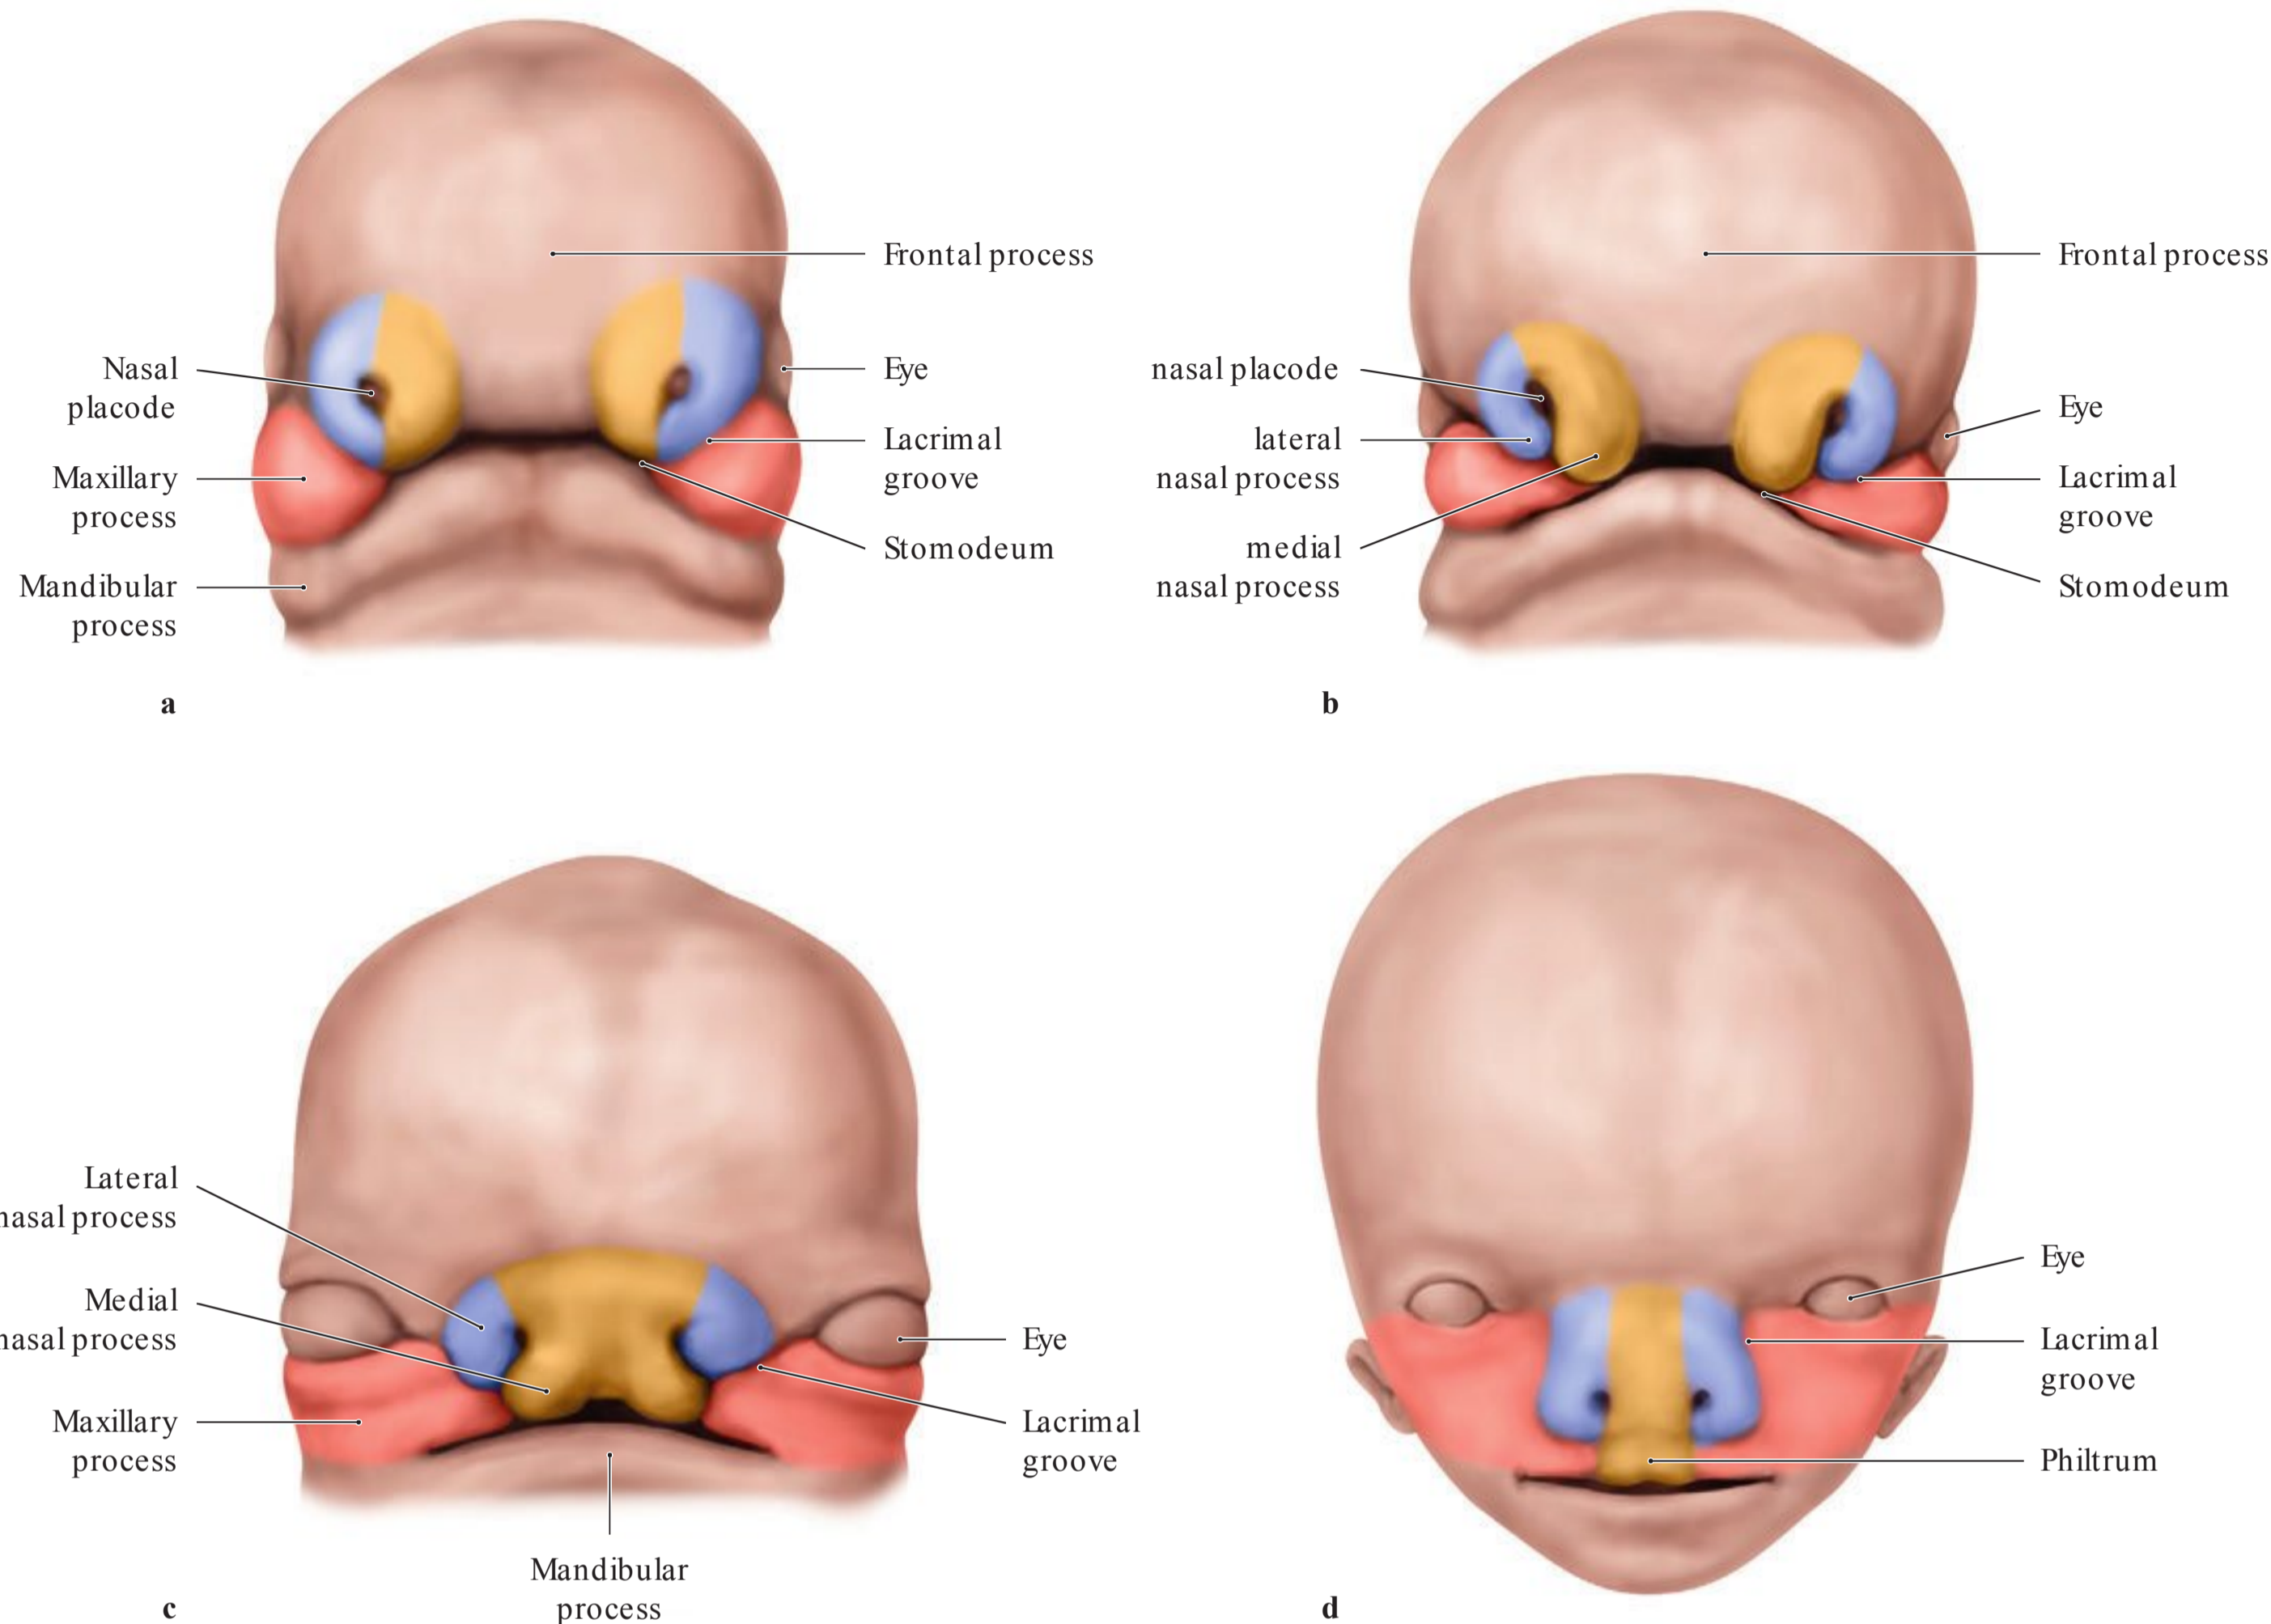 Frontal process
Nasal
placode
Eye
Lacrimal
groove
Maxillary
process
Stomodeum
Mandibular
process
a
Frontal process
nasal placode
Eye
lateral
nasal process
Lacrimal
groove
medial
nasal process
Stomodeum
b
Lateral
nasal process
Medial
nasal process
Eye
Maxillary
process
Lacrimal
groove
Mandibular
process
c
Eye
Lacrimal
groove
Philtrum
d